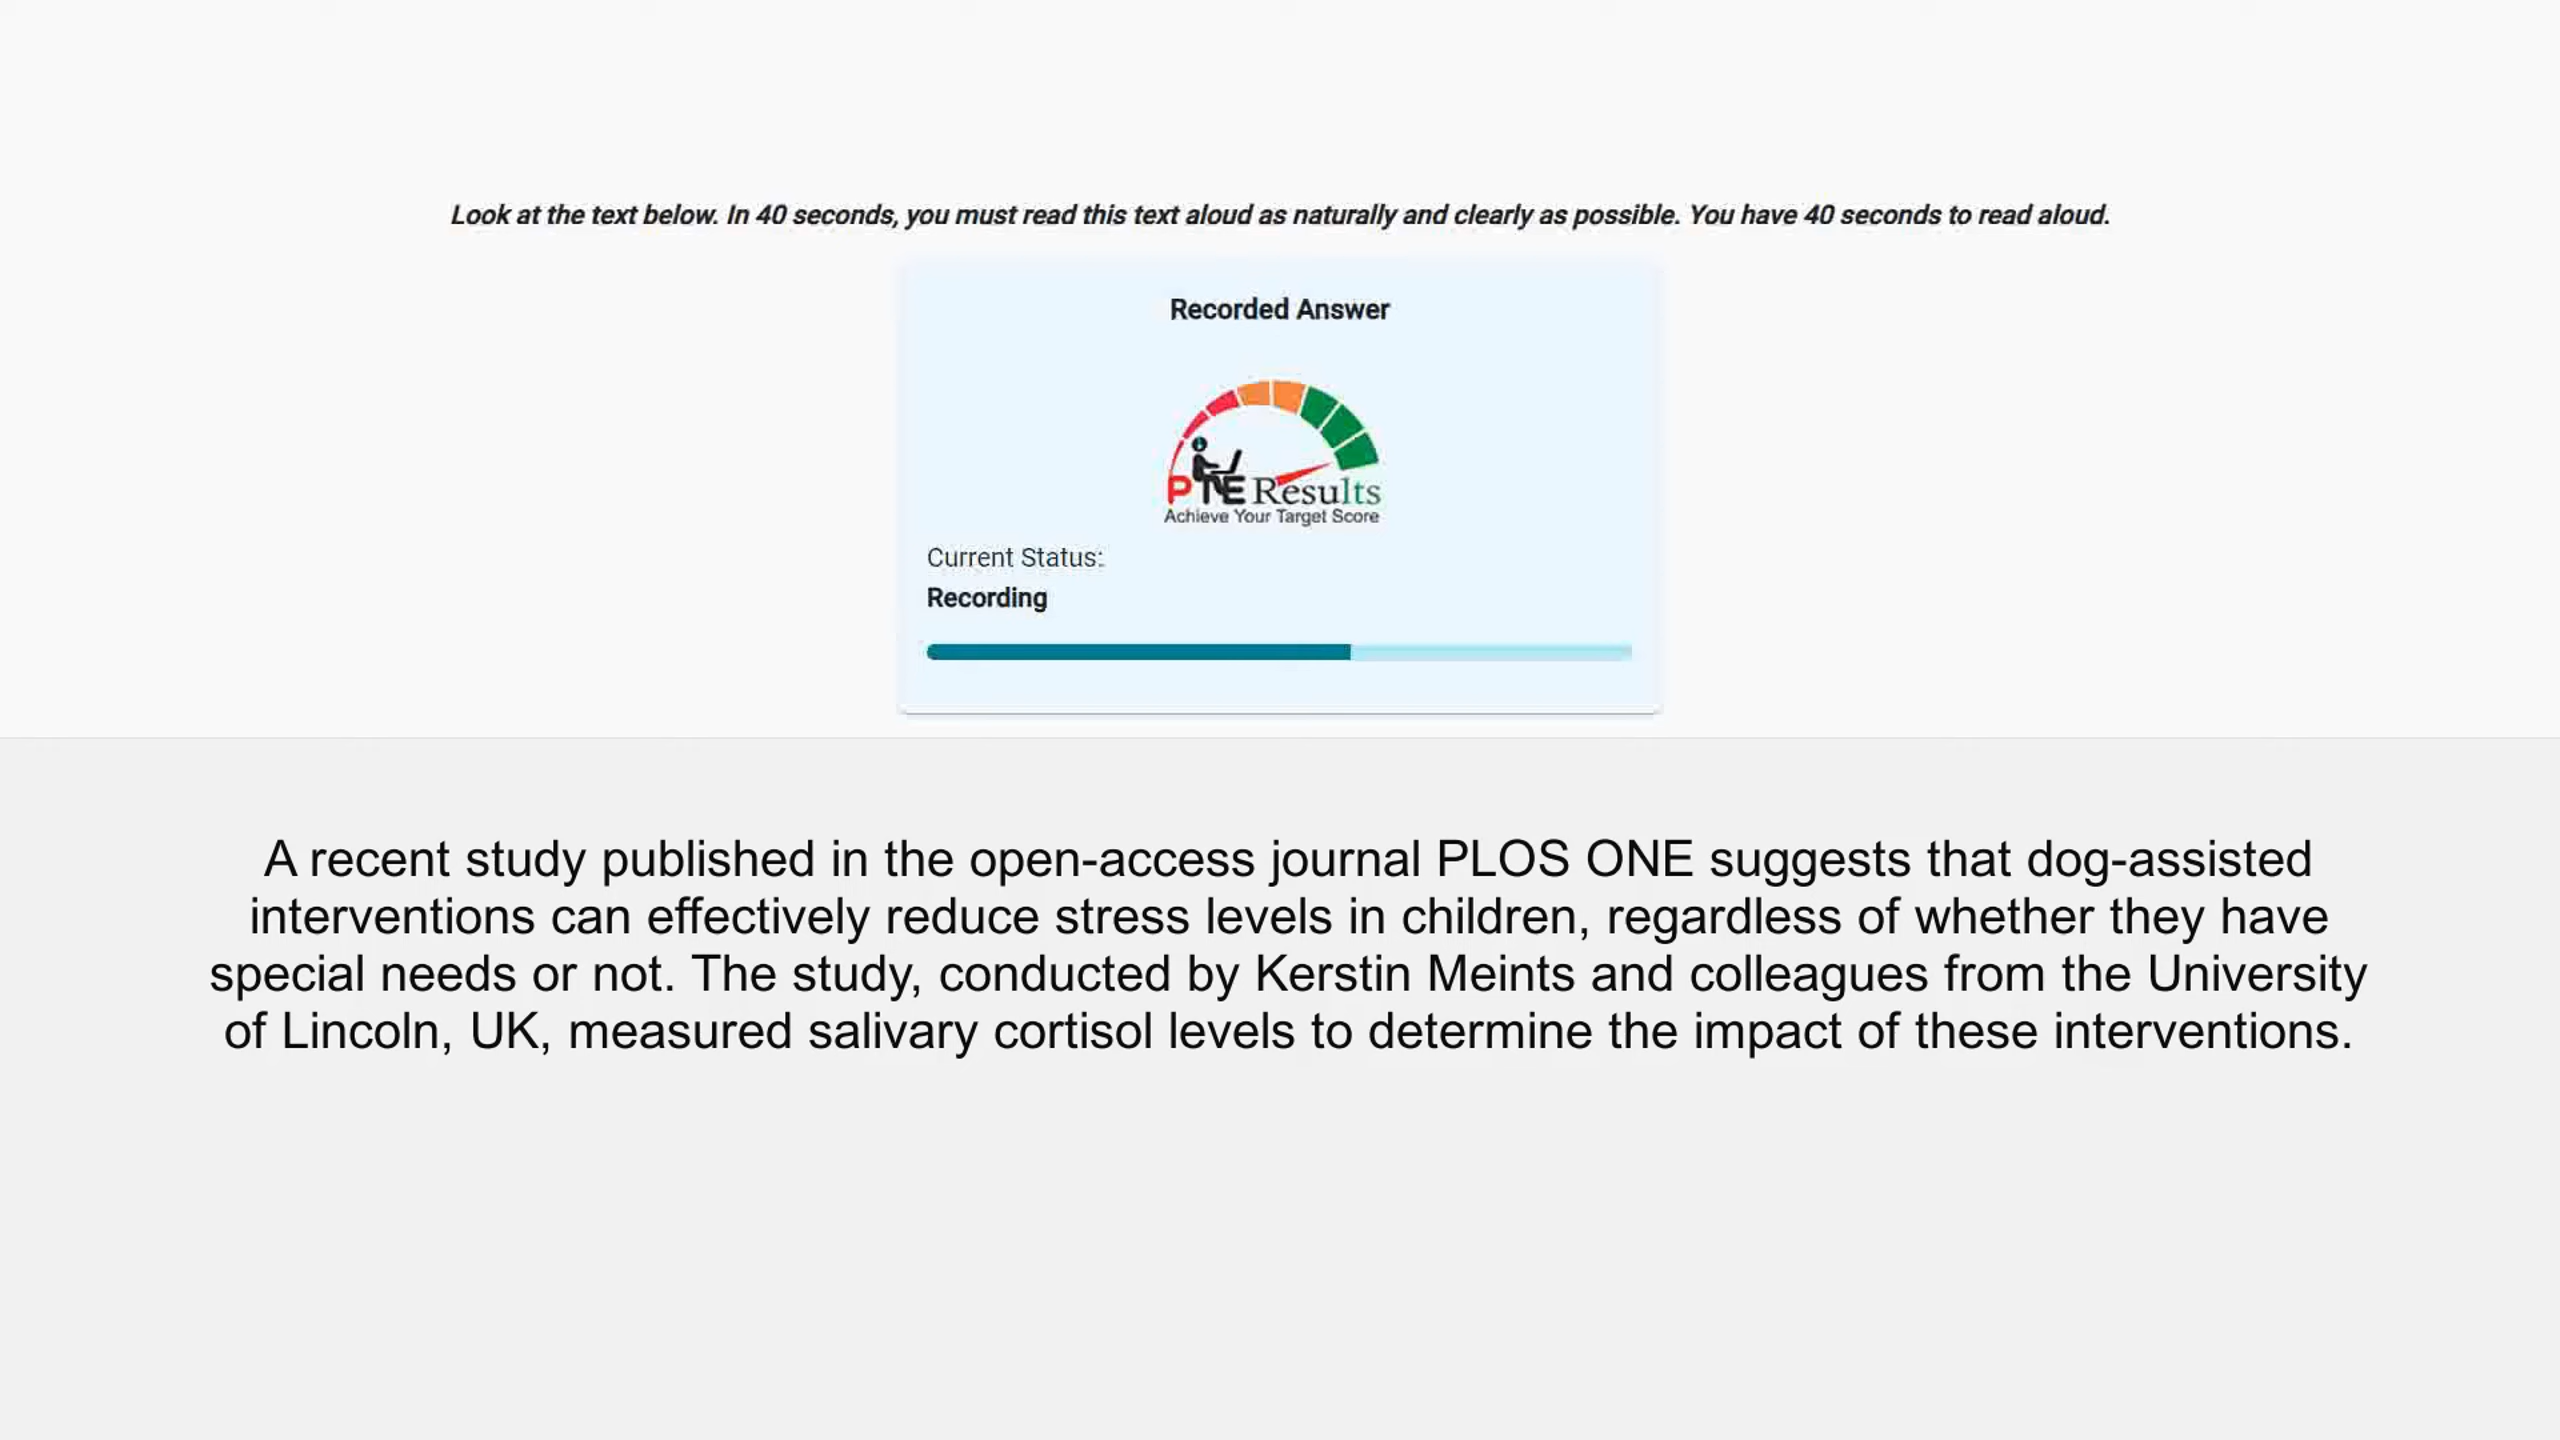 Look at the text below. In 40 seconds, you must read this text aloud as naturally and clearly as possible. You have 40 seconds to read aloud.
Recorded Answer
PTE Results
Achieve Your Target Score
Current Status:
Recording
A recent study published in the open-access journal PLOS ONE suggests that dog-assisted
interventions can effectively reduce stress levels in children, regardless of whether they have
special needs or not. The study, conducted by Kerstin Meints and colleagues from the University
of Lincoln, UK, measured salivary cortisol levels to determine the impact of these interventions.